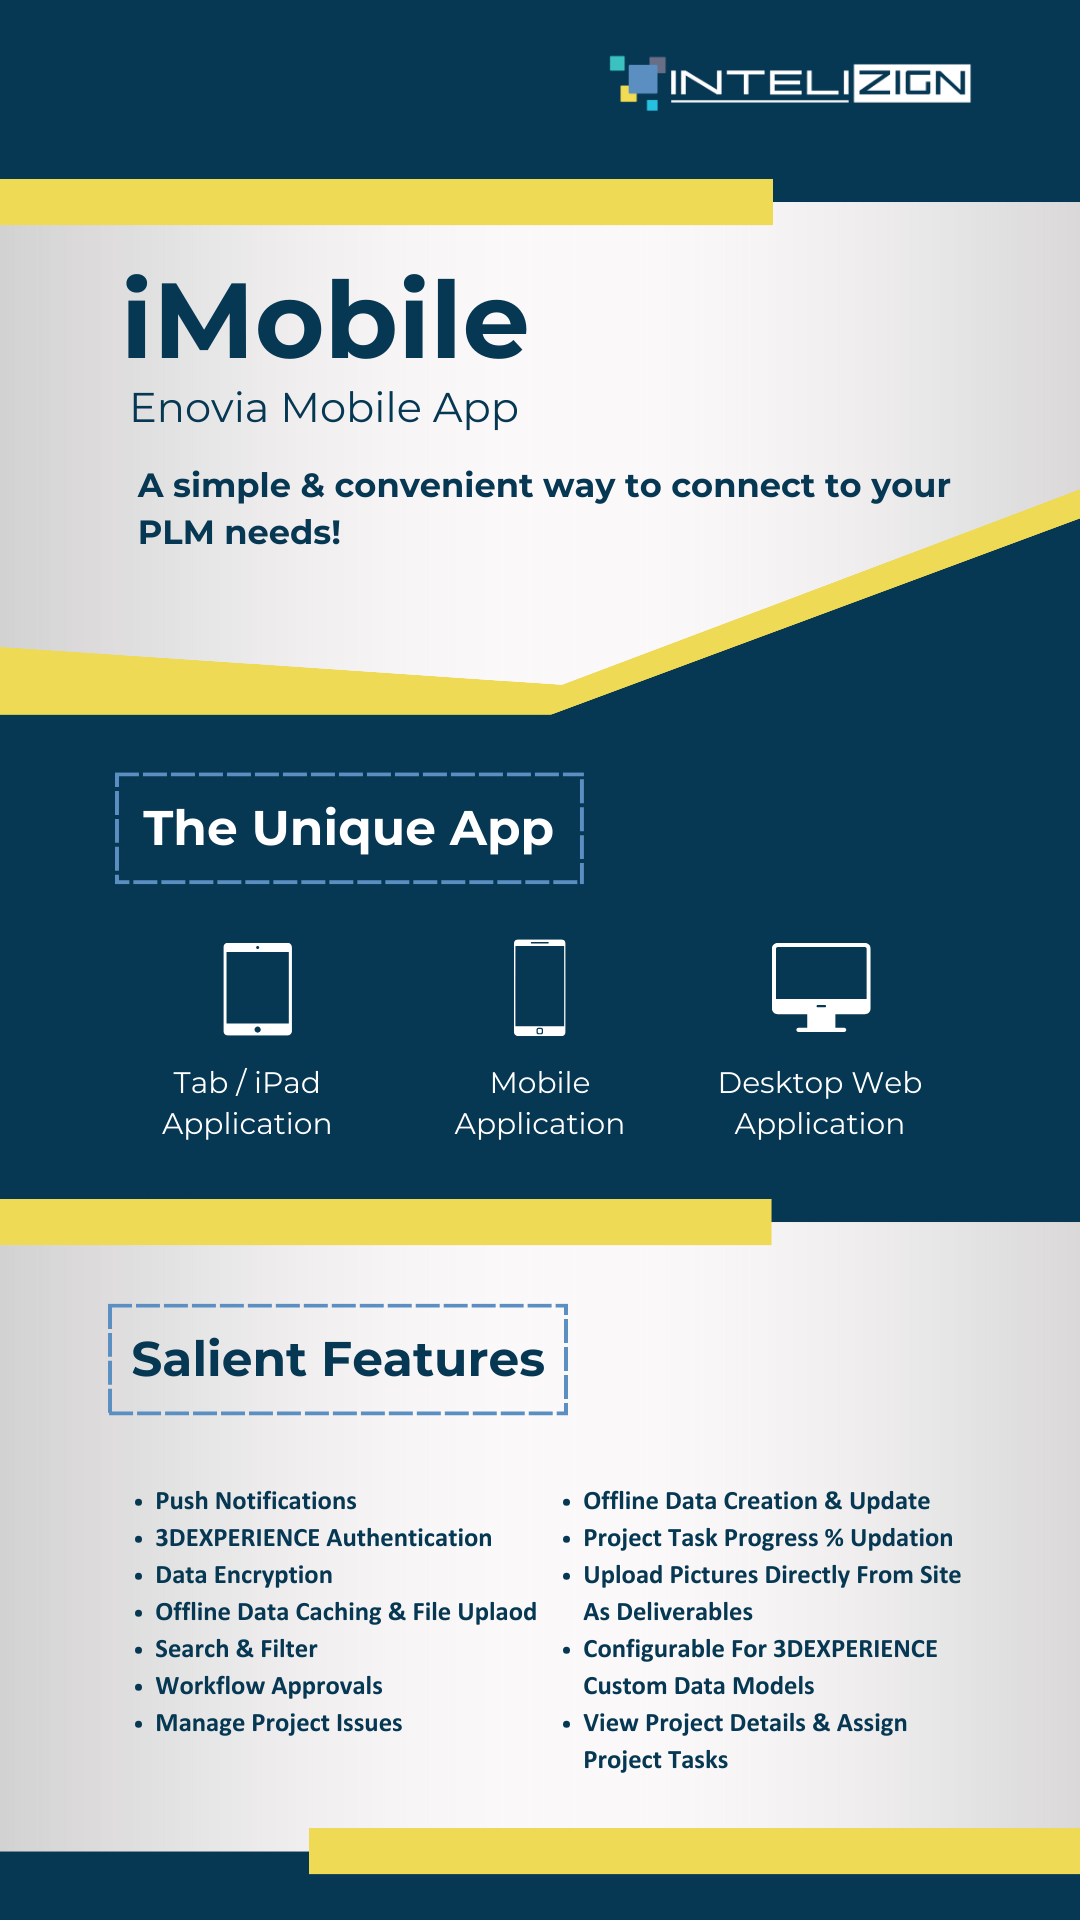 INTELIZIGN
iMobile
Enovia Mobile App
A simple & convenient way to connect to your
PLM needs!
The Unique App
Tab / iPad
Application
Mobile
Application
Desktop Web
Application
Salient Features
• Push Notifications
• 3DEXPERIENCE Authentication
• Data Encryption
• Offline Data Caching & File Uplaod
• Search & Filter
• Workflow Approvals
• Manage Project Issues
• Offline Data Creation & Update
• Project Task Progress % Updation
• Upload Pictures Directly From Site
As Deliverables
• Configurable For 3DEXPERIENCE
Custom Data Models
• View Project Details & Assign
Project Tasks